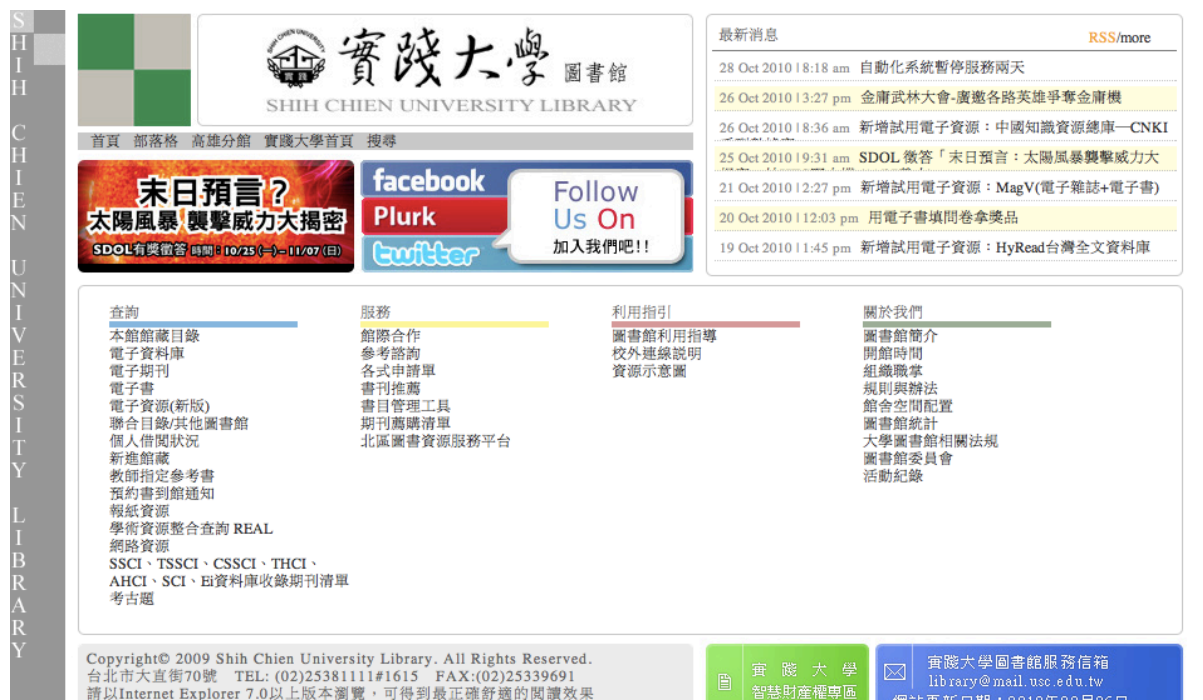 SHIH CHIEN UNIVERSITY LIBRARY
實踐大學 圖書館
SHIH CHIEN UNIVERSITY LIBRARY
首頁 部落格 高雄分館 實踐大學首頁 搜尋
末日預言?
太陽風暴 襲擊威力大揭密
SDOL有獎徵答 時間:10/25 (一)~ 11/07 (日)
facebook
Plurk
twitter
Follow
Us On
加入我們吧!!
最新消息
RSS/more
28 Oct 2010 | 8:18 am 自動化系統暫停服務兩天
26 Oct 2010 | 3:27 pm 金庸武林大會-廣邀各路英雄爭奪金庸機
26 Oct 2010 | 8:36 am 新增試用電子資源:中國知識資源總庫—CNKI
25 Oct 2010 | 9:31 am SDOL 徵答「末日預言:太陽風暴襲擊威力大
21 Oct 2010 | 2:27 pm 新增試用電子資源:MagV(電子雜誌+電子書)
20 Oct 2010 | 12:03 pm 用電子書填問卷拿獎品
19 Oct 2010 | 1:45 pm 新增試用電子資源:HyRead台灣全文資料庫
查詢
本館館藏目錄
電子資料庫
電子期刊
電子書
電子資源(新版)
聯合目錄/其他圖書館
個人借閱狀況
新進館藏
教師指定參考書
預約書到館通知
報紙資源
學術資源整合查詢 REAL
網路資源
SSCI、TSSCI、CSSCI、THCI、
AHCI、SCI、Ei資料庫收錄期刊清單
考古題
服務
館際合作
參考諮詢
各式申請單
書刊推薦
書目管理工具
期刊薦購清單
北區圖書資源服務平台
利用指引
圖書館利用指導
校外連線說明
資源示意圖
關於我們
圖書館簡介
開館時間
組織職掌
規則與辦法
館舍空間配置
圖書館統計
大學圖書館相關法規
圖書館委員會
活動紀錄
Copyright© 2009 Shih Chien University Library. All Rights Reserved.
台北市大直街70號 TEL: (02)25381111#1615 FAX:(02)25339691
請以Internet Explorer 7.0以上版本瀏覽,可得到最正確舒適的閱讀效果
實踐大學
智慧財產權專區
實踐大學圖書館服務信箱
library@mail.usc.edu.tw